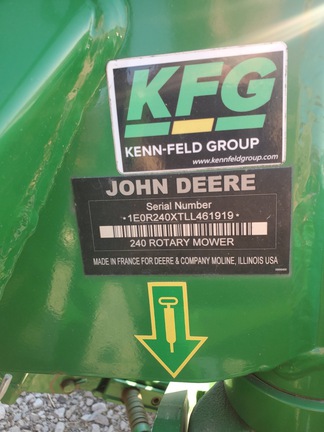 KFG
KENN-FELD GROUP
www.kennfeldgroup.com
JOHN DEERE
Serial Number
*1E0R240XTLL461919*
240 ROTARY MOWER
MADE IN FRANCE FOR DEERE & COMPANY MOLINE, ILLINOIS USA